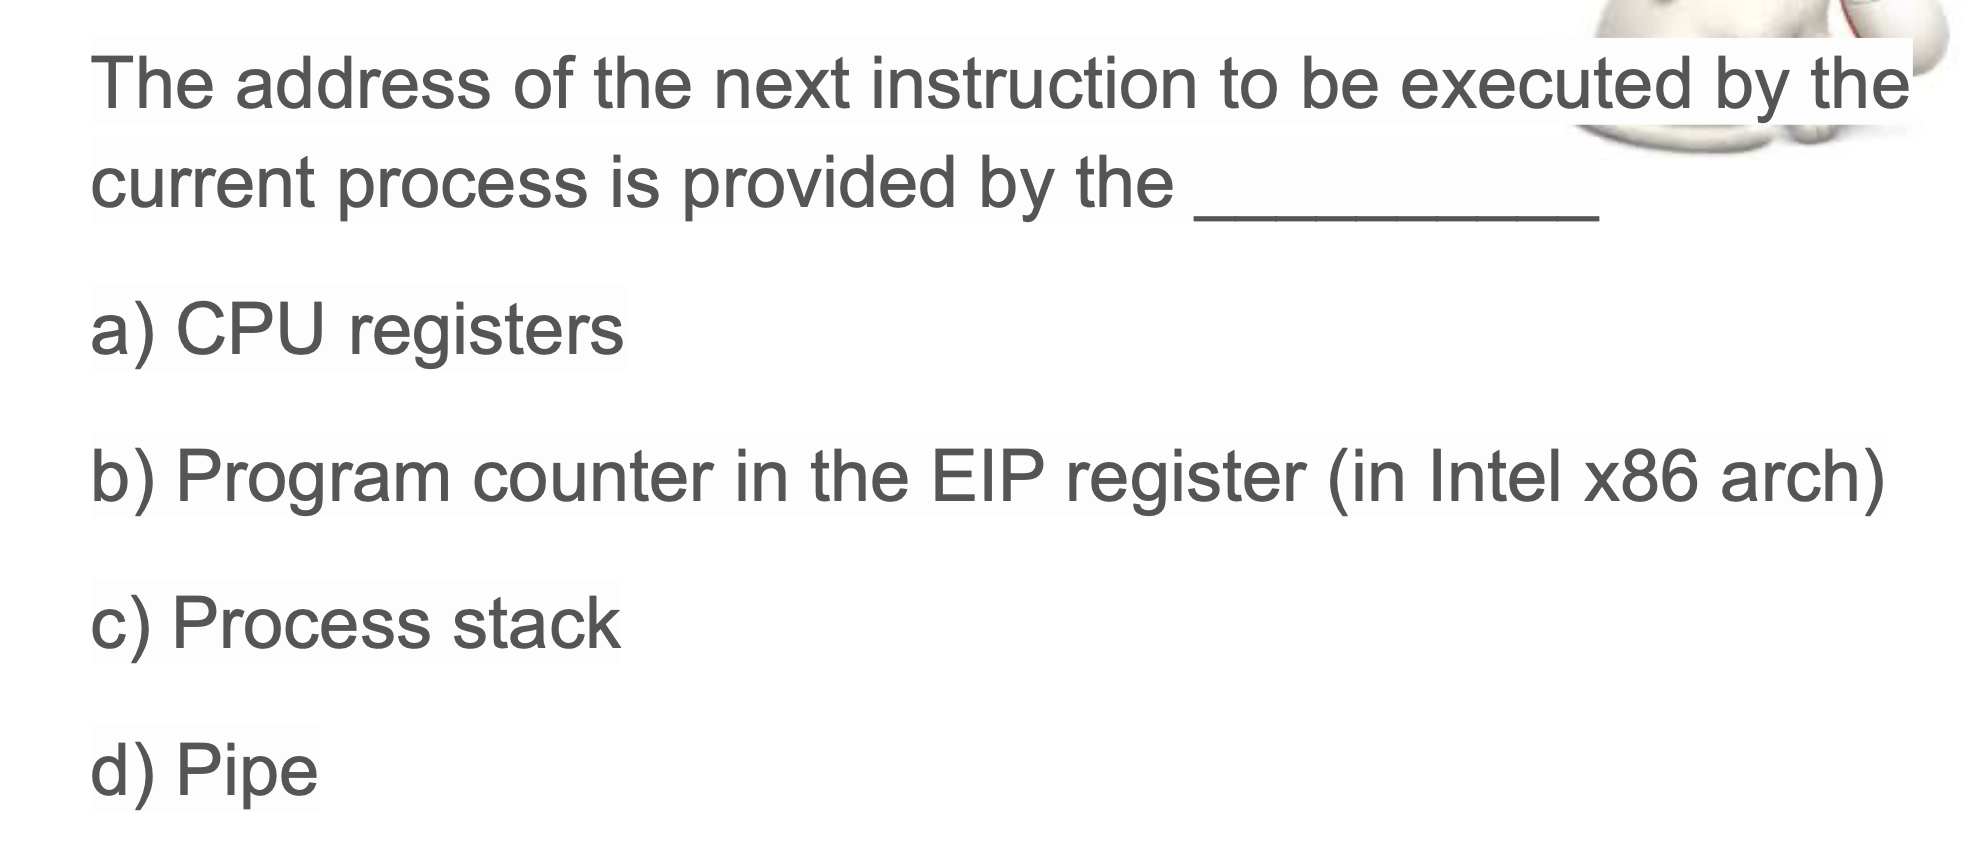 The address of the next instruction to be executed by the
current process is provided by the __________
a) CPU registers
b) Program counter in the EIP register (in Intel x86 arch)
c) Process stack
d) Pipe